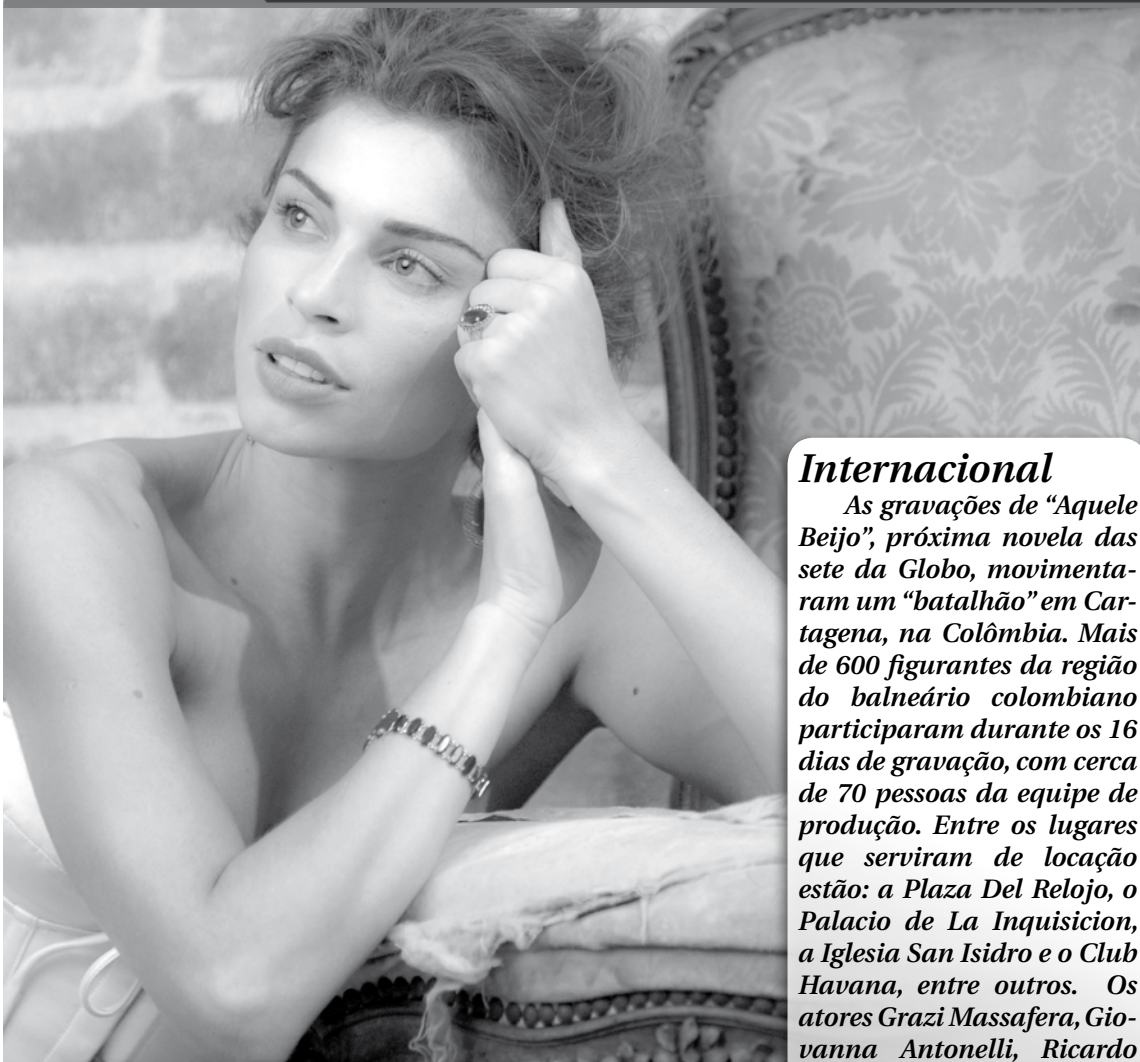 Internacional
As gravações de “Aquele
Beijo”, próxima novela das
sete da Globo, movimenta-
ram um “batalhão” em Car-
tagena, na Colômbia. Mais
de 600 figurantes da região
do balneário colombiano
participaram durante os 16
dias de gravação, com cerca
de 70 pessoas da equipe de
produção. Entre os lugares
que serviram de locação
estão: a Plaza Del Relojo, o
Palacio de La Inquisicion,
a Iglesia San Isidro e o Club
Havana, entre outros. Os
atores Grazi Massafera, Gio-
vanna Antonelli, Ricardo